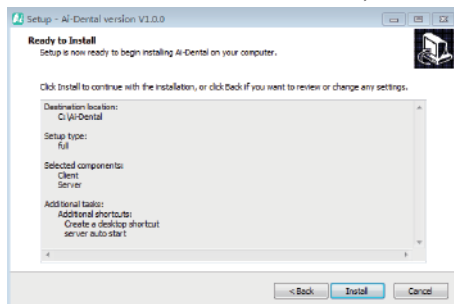 Setup - Ai-Dental version V1.0.0
Ready to Install
Setup is now ready to begin installing Ai-Dental on your computer.
Click Install to continue with the installation, or click Back if you want to review or change any settings.
Destination location:
C:\Ai-Dental
Setup type:
full
Selected components:
Client
Server
Additional tasks:
Additional shortcuts:
Create a desktop shortcut
server auto start
< Back
Install
Cancel